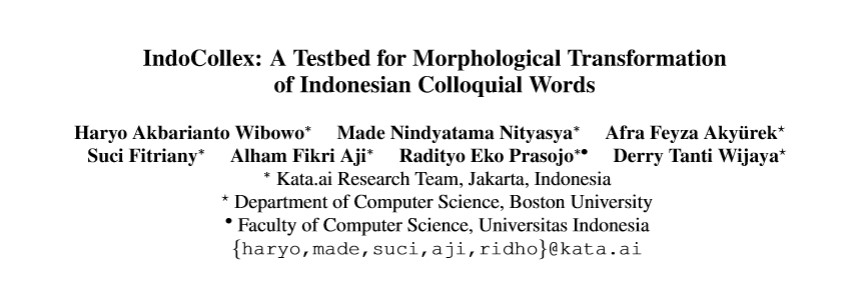 IndoCollex: A Testbed for Morphological Transformation
of Indonesian Colloquial Words
Haryo Akbarianto Wibowo* Made Nindyatama Nityasya* Afra Feyza Akyürek⋆
Suci Fitriany* Alham Fikri Aji* Radityo Eko Prasojo*• Derry Tanti Wijaya⋆
* Kata.ai Research Team, Jakarta, Indonesia
⋆ Department of Computer Science, Boston University
• Faculty of Computer Science, Universitas Indonesia
{haryo,made,suci,aji,ridho}@kata.ai